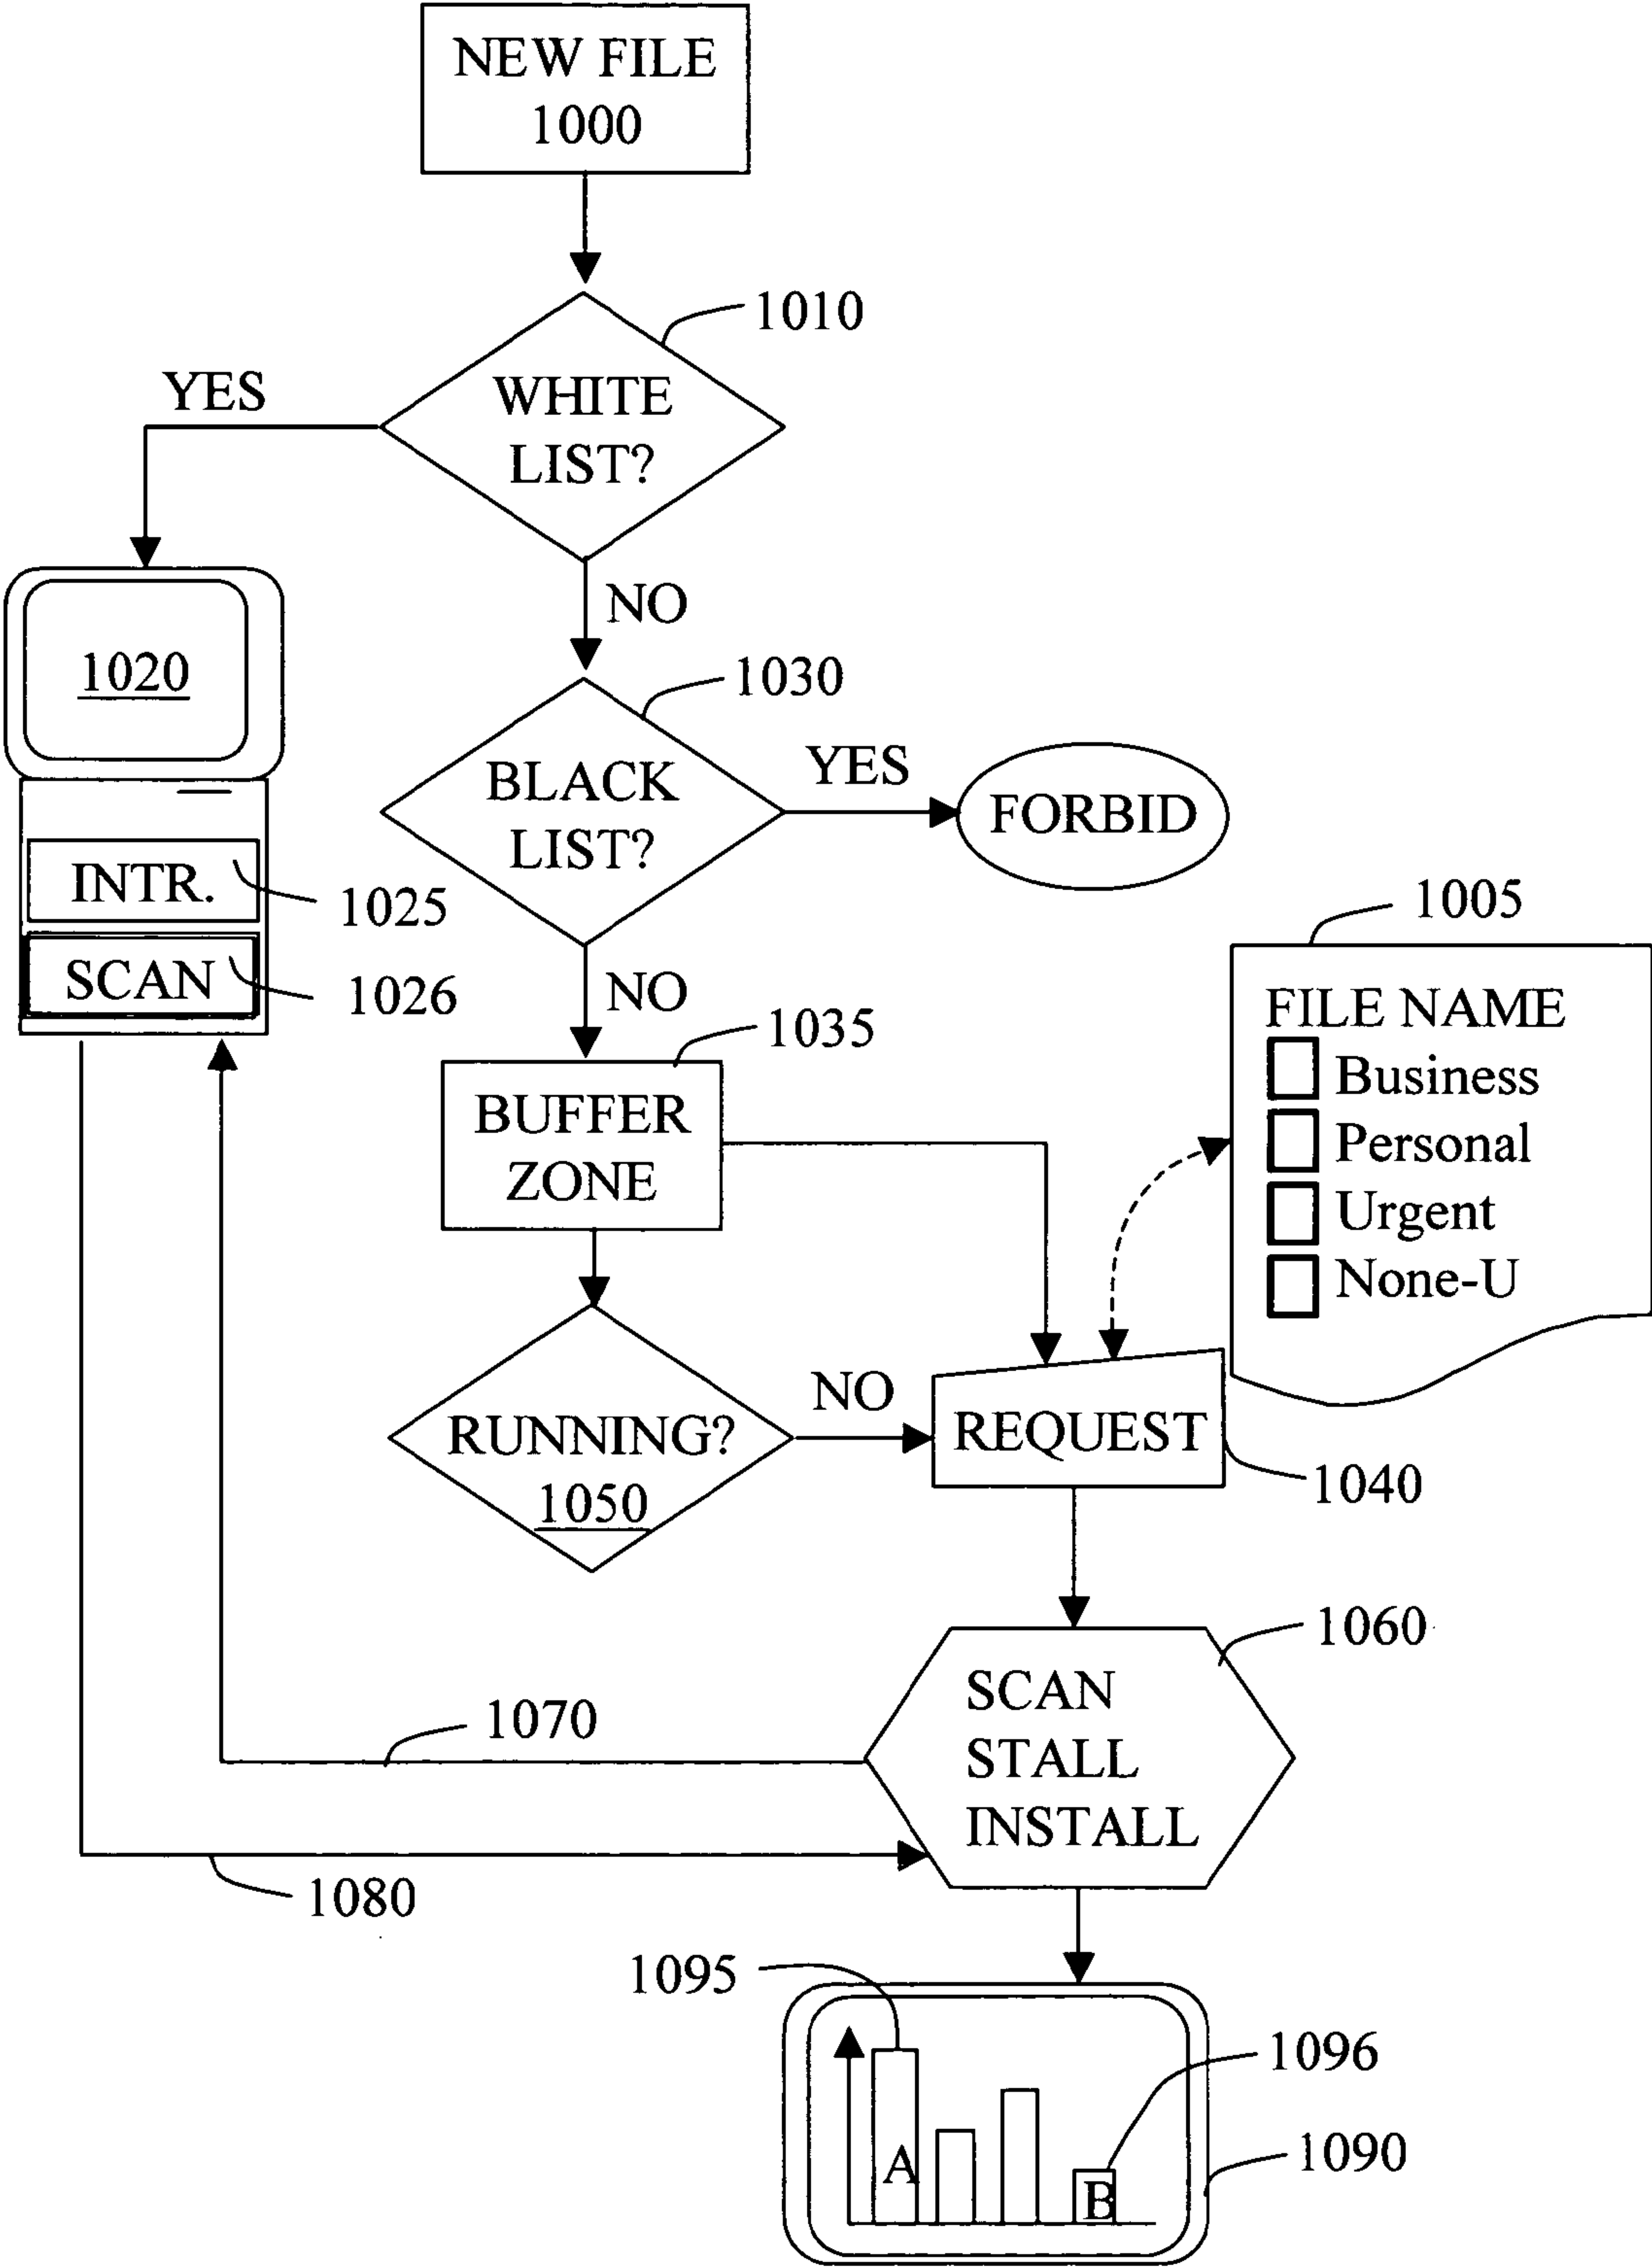 NEW FILE
1000
1010
YES
WHITE
LIST?
NO
1020
1030
BLACK
LIST?
YES
FORBID
INTR.
1025
SCAN
1026
NO
1005
FILE NAME
Business
Personal
Urgent
None-U
1035
BUFFER
ZONE
NO
RUNNING?
1050
REQUEST
1040
1060
SCAN
STALL
INSTALL
1070
1080
1095
1096
A
B
1090